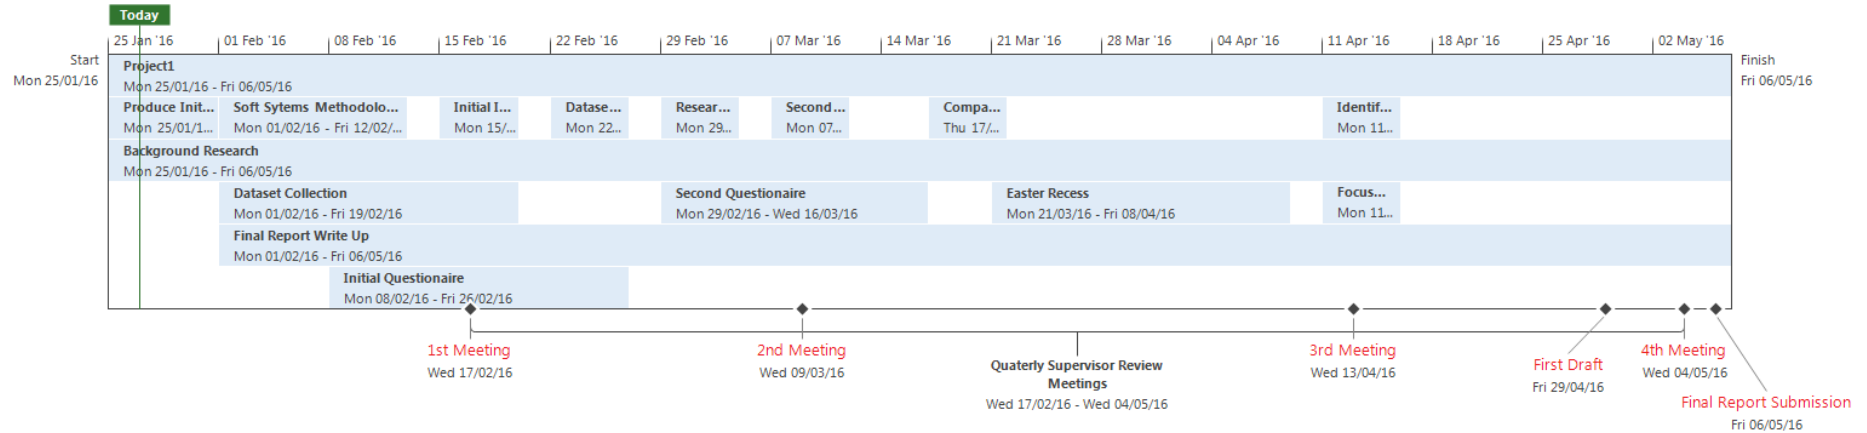 Today
25 Jan '16 01 Feb '16 08 Feb '16 15 Feb '16 22 Feb '16 29 Feb '16 07 Mar '16 14 Mar '16 21 Mar '16 28 Mar '16 04 Apr '16 11 Apr '16 18 Apr '16 25 Apr '16 02 May '16
Start
Mon 25/01/16
Finish
Fri 06/05/16
Project1
Mon 25/01/16 - Fri 06/05/16
Produce Init... Soft Sytems Methodolo... Initial I... Datase... Resear... Second ... Compa... Identif...
Mon 25/01/1... Mon 01/02/16 - Fri 12/02/... Mon 15/... Mon 22... Mon 29... Mon 07... Thu 17/... Mon 11...
Background Research
Mon 25/01/16 - Fri 06/05/16
Dataset Collection Second Questionaire Easter Recess Focus...
Mon 01/02/16 - Fri 19/02/16 Mon 29/02/16 - Wed 16/03/16 Mon 21/03/16 - Fri 08/04/16 Mon 11...
Final Report Write Up
Mon 01/02/16 - Fri 06/05/16
Initial Questionaire
Mon 08/02/16 - Fri 26/02/16
1st Meeting
Wed 17/02/16
2nd Meeting
Wed 09/03/16
Quaterly Supervisor Review
Meetings
Wed 17/02/16 - Wed 04/05/16
3rd Meeting
Wed 13/04/16
First Draft
Fri 29/04/16
4th Meeting
Wed 04/05/16
Final Report Submission
Fri 06/05/16